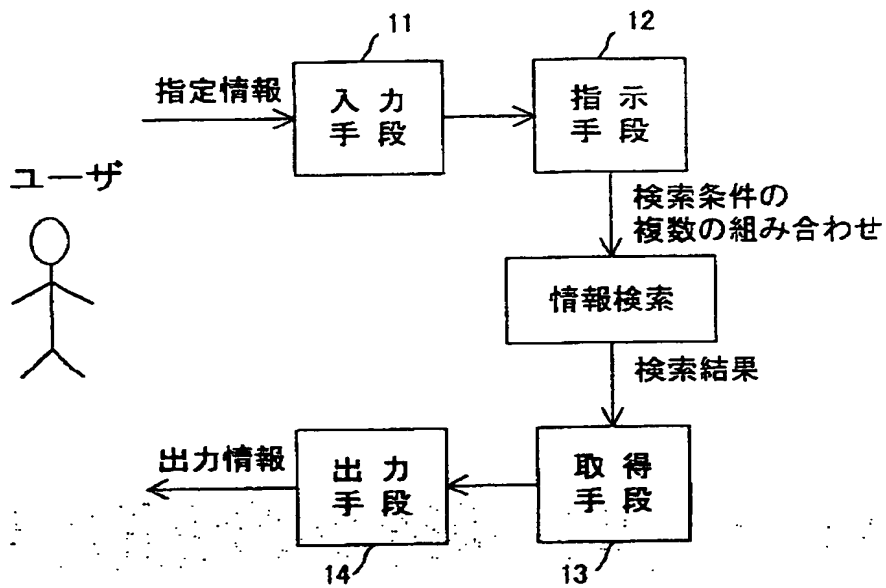 11
12
指定情報
入力
手段
指示
手段
ユーザ
検索条件の
複数の組み合わせ
情報検索
検索結果
出力情報
出力
手段
取得
手段
14
13